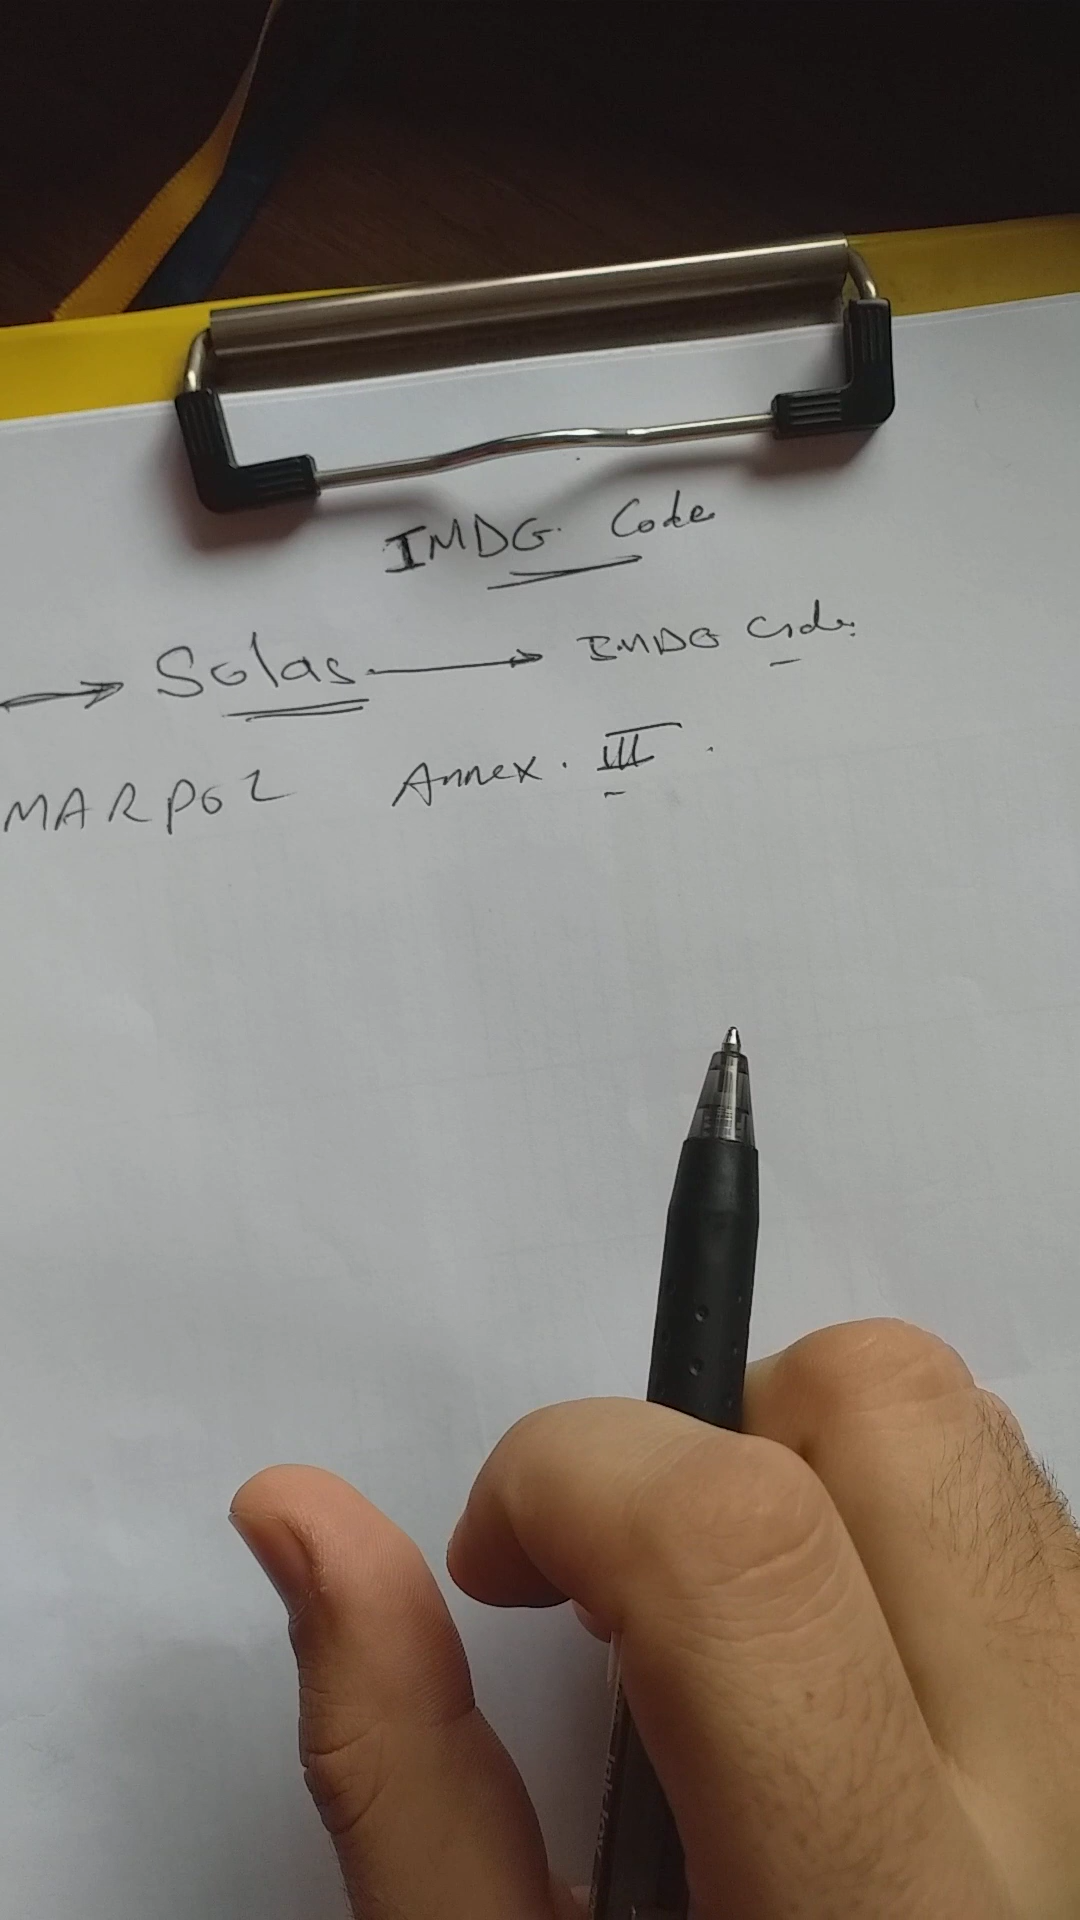 IMDG. Code
→ Solas. → IMDG Code.
MARPOL Annex. III.